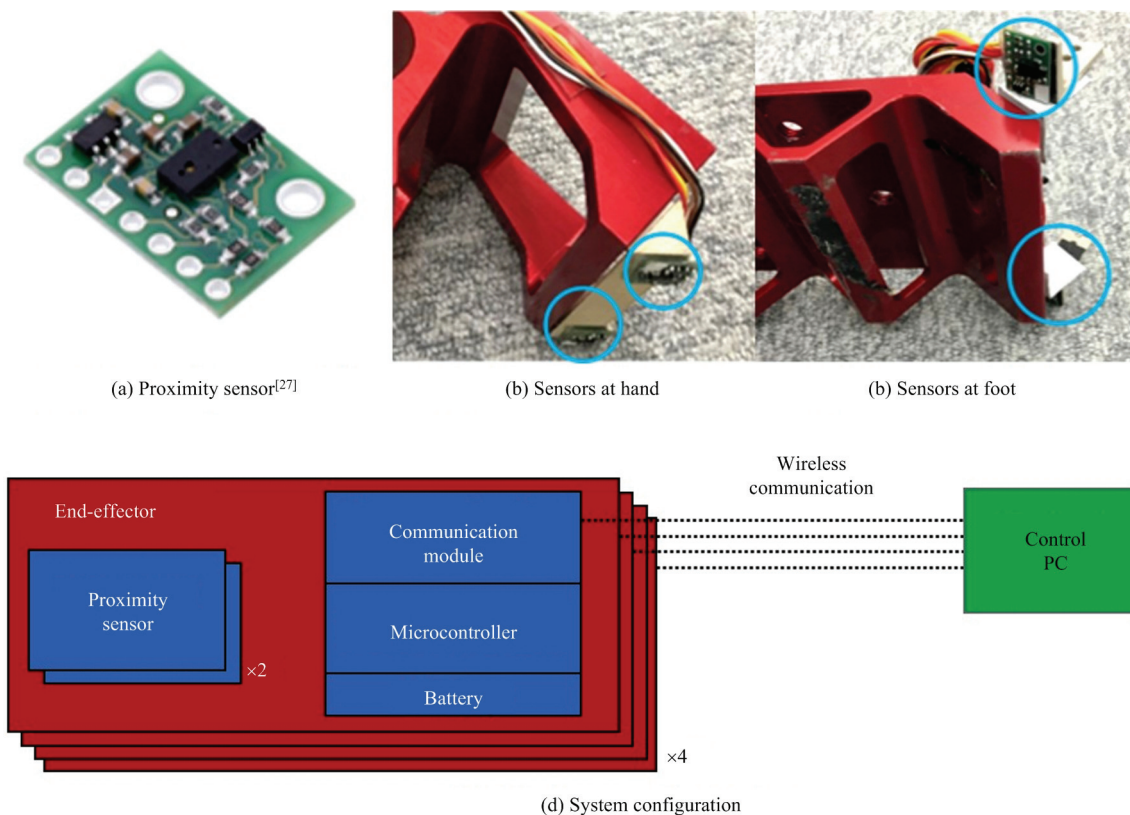 (a) Proximity sensor[27]
(b) Sensors at hand
(b) Sensors at foot
Wireless
communication
End-effector
Communication
module
Control
PC
Proximity
sensor
Microcontroller
×2
Battery
×4
(d) System configuration